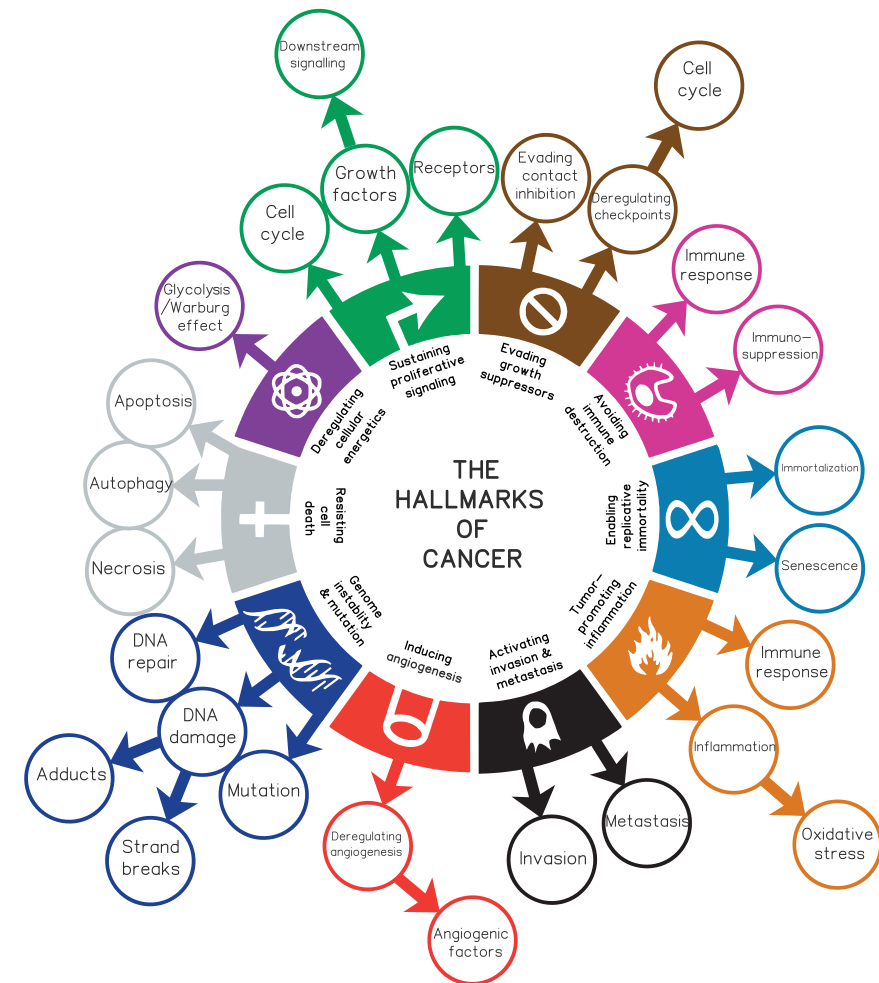 Downstream
signalling
Growth
factors
Receptors
Cell
cycle
Evading
contact
inhibition
Deregulating
checkpoints
Cell
cycle
Immune
response
Immuno-
suppression
Immortalization
Senescence
Immune
response
Inflammation
Oxidative
stress
Metastasis
Invasion
Deregulating
angiogenesis
Angiogenic
factors
Mutation
DNA
damage
Strand
breaks
Adducts
DNA
repair
Necrosis
Autophagy
Apoptosis
Glycolysis
/Warburg
effect
Sustaining
proliferative
signaling
Evading
growth
suppressors
Avoiding
immune
destruction
Enabling
replicative
immortality
Tumor-
promoting
inflammation
Activating
invasion &
metastasis
Inducing
angiogenesis
Genome
instablity
& mutation
Resisting
cell
death
Deregulating
cellular
energetics
THE
HALLMARKS
OF
CANCER